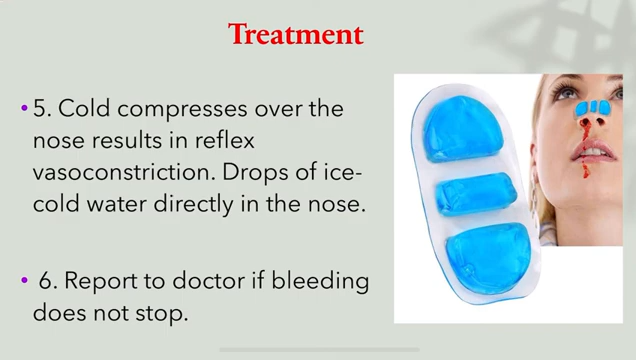 Treatment
• 5. Cold compresses over the
nose results in reflex
vasoconstriction. Drops of ice-
cold water directly in the nose.
• 6. Report to doctor if bleeding
does not stop.